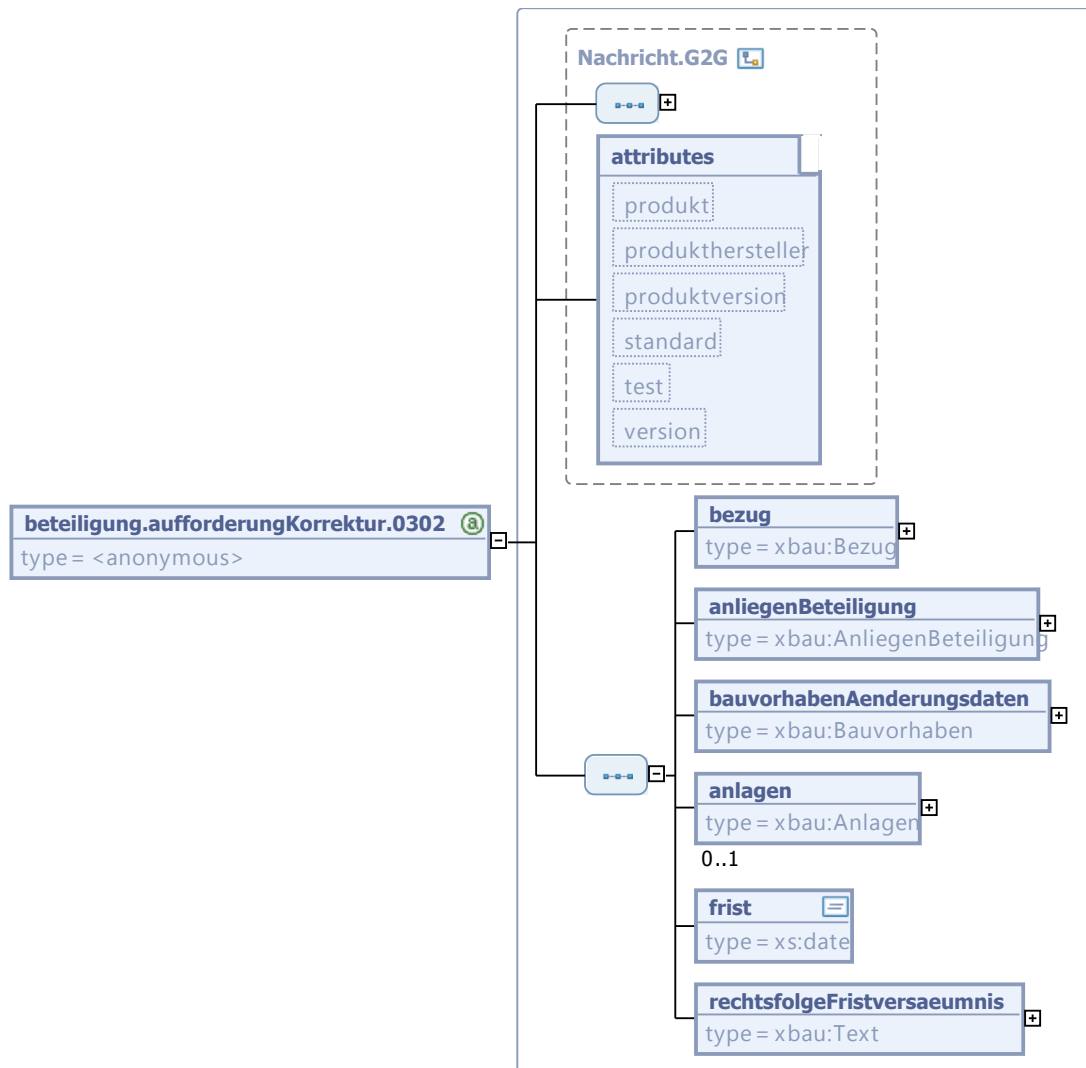 Nachricht.G2G
attributes
produkt
produkthersteller
produktversion
standard
test
version
beteiligung.aufforderungKorrektur.0302 @
type = <anonymous>
bezug
type = xbau:Bezug
anliegenBeteiligung
type = xbau:AnliegenBeteiligung
bauvorhabenAenderungsdaten
type = xbau:Bauvorhaben
anlagen
type = xbau:Anlagen
0..1
frist
type = xs:date
rechtsfolgeFristversaeumnis
type = xbau:Text